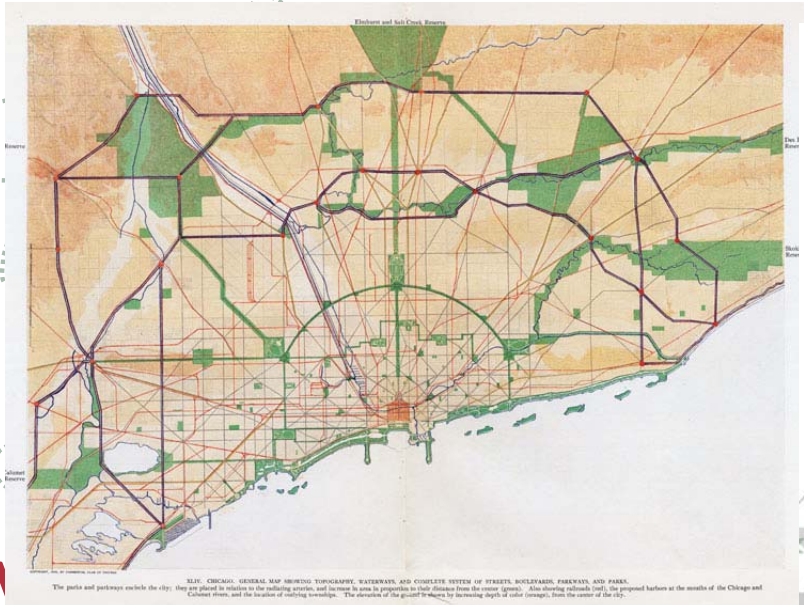 Elmhurst and Salt Creek Reserve
Reserve
Des
Reserve
Skokie
Reserve
Calumet
Reserve
XLIV. CHICAGO. GENERAL MAP SHOWING TOPOGRAPHY, WATERWAYS, AND COMPLETE SYSTEM OF STREETS, BOULEVARDS, PARKWAYS, AND PARKS.
The parks and parkways encircle the city; they are placed in relation to the radiating arteries, and increase in area in proportion to their distance from the center (green). Also showing railroads (red), the proposed harbors at the mouths of the Chicago and
Calumet rivers, and the location of outlying townships. The elevation of the ground is shown by increasing depth of color (orange), from the center of the city.